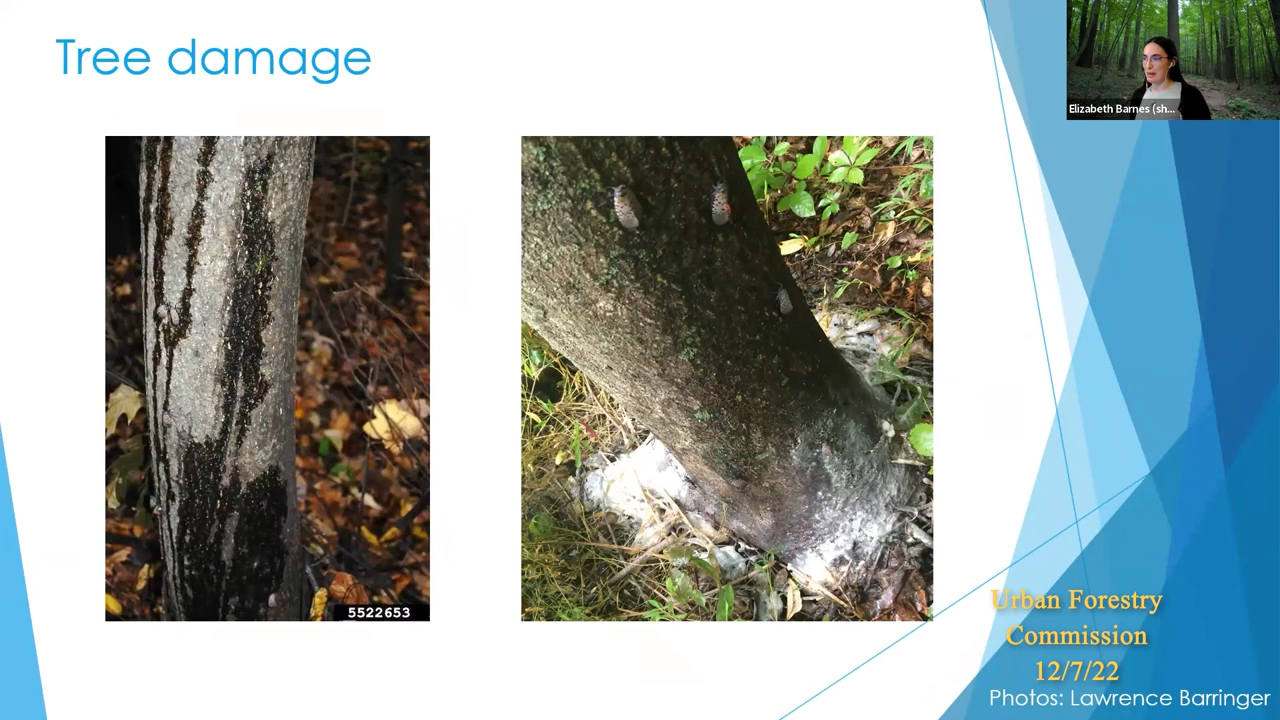 Tree damage
Elizabeth Barnes (sh...
5522653
Urban Forestry
Commission
12/7/22
Photos: Lawrence Barringer